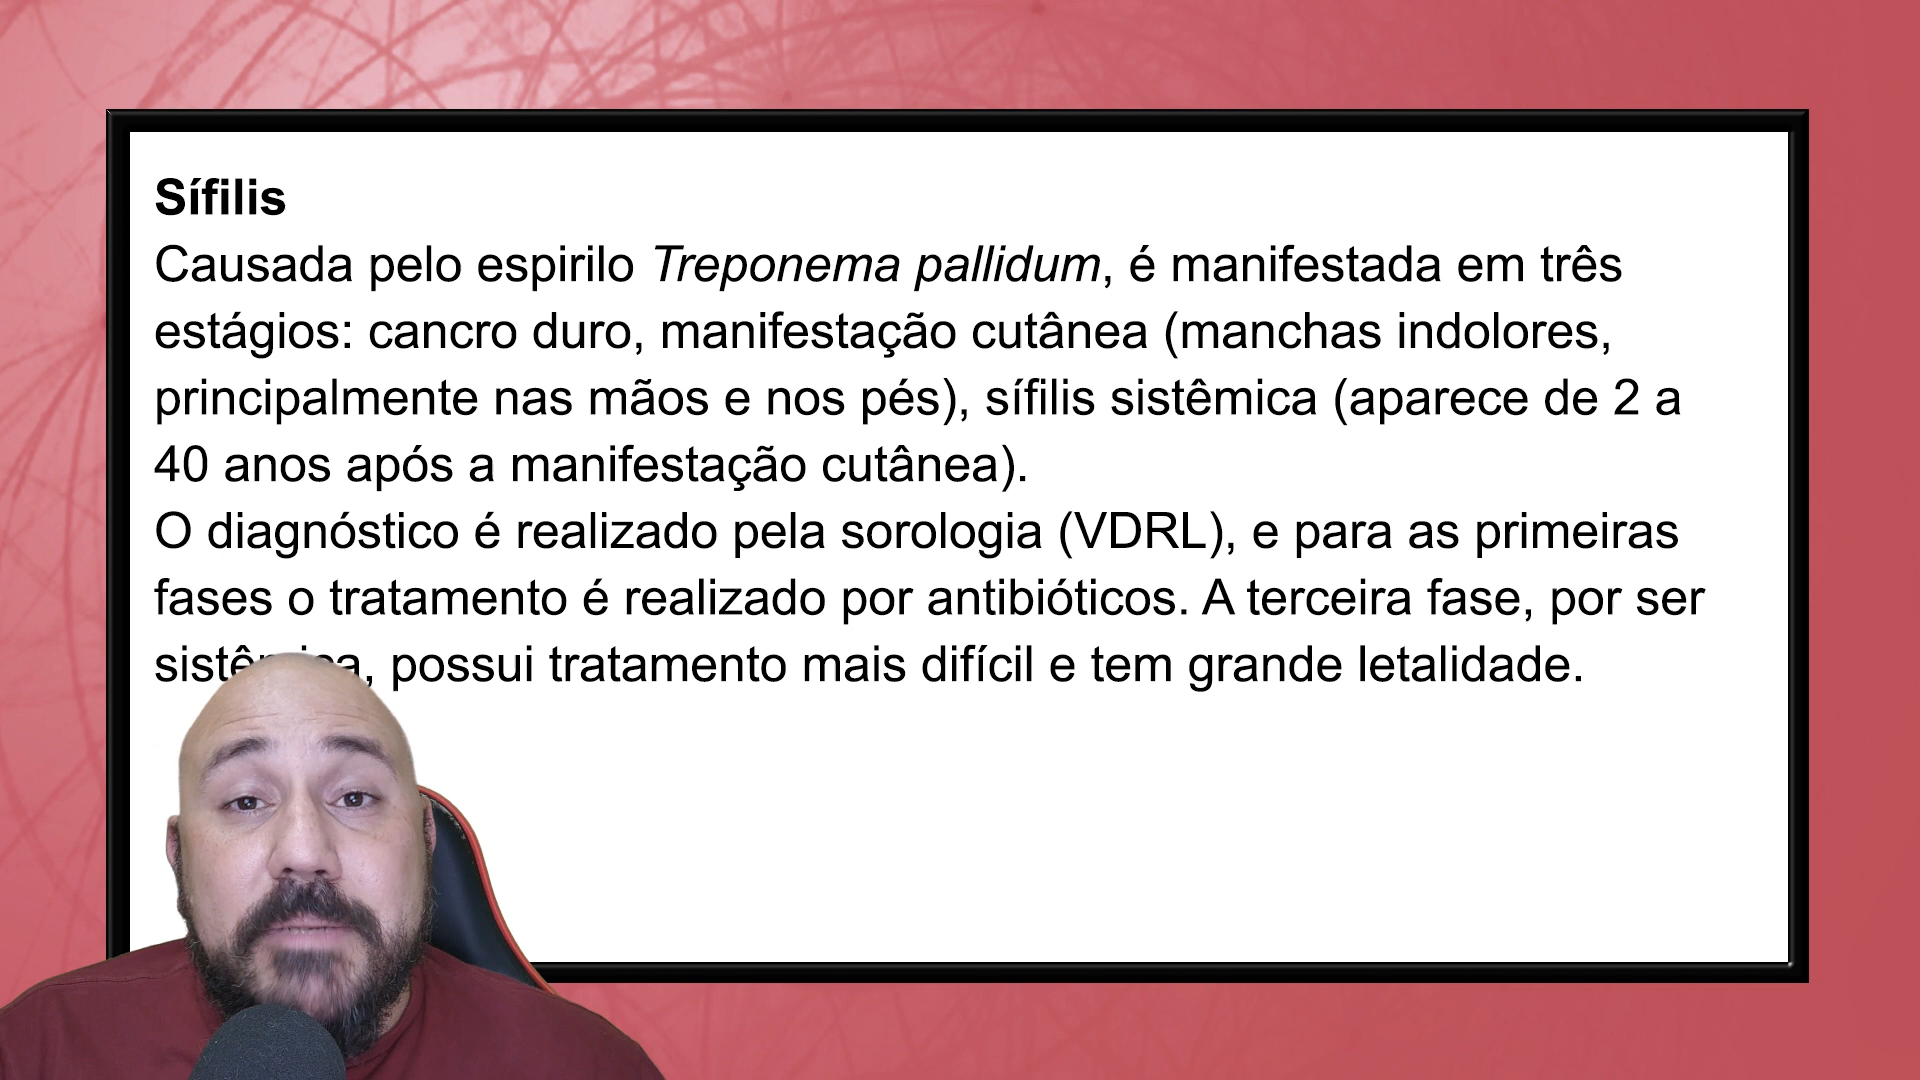 Sífilis
Causada pelo espirilo Treponema pallidum, é manifestada em três
estágios: cancro duro, manifestação cutânea (manchas indolores,
principalmente nas mãos e nos pés), sífilis sistêmica (aparece de 2 a
40 anos após a manifestação cutânea).
O diagnóstico é realizado pela sorologia (VDRL), e para as primeiras
fases o tratamento é realizado por antibióticos. A terceira fase, por ser
sistêmica, possui tratamento mais difícil e tem grande letalidade.